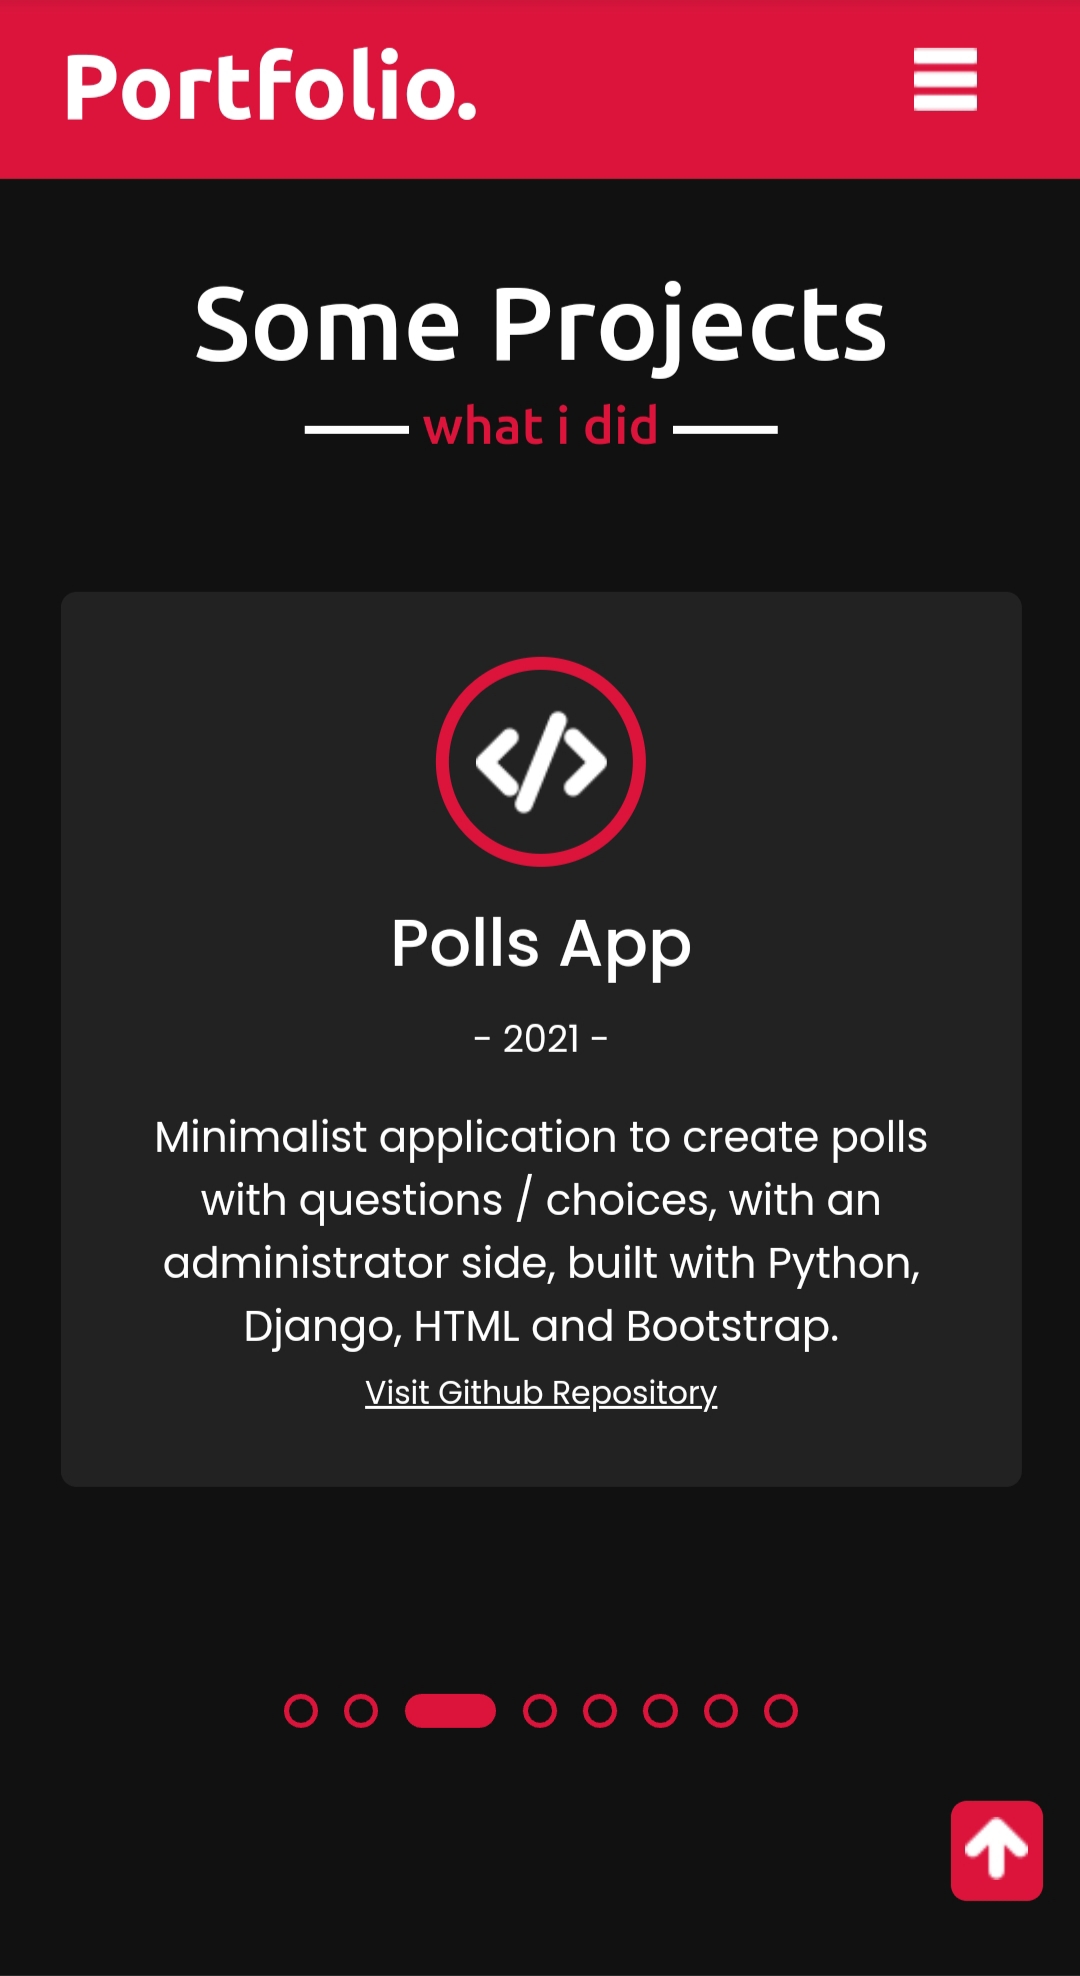 Portfolio.
Some Projects
what i did
Polls App
- 2021 -
Minimalist application to create polls
with questions / choices, with an
administrator side, built with Python,
Django, HTML and Bootstrap.
Visit Github Repository